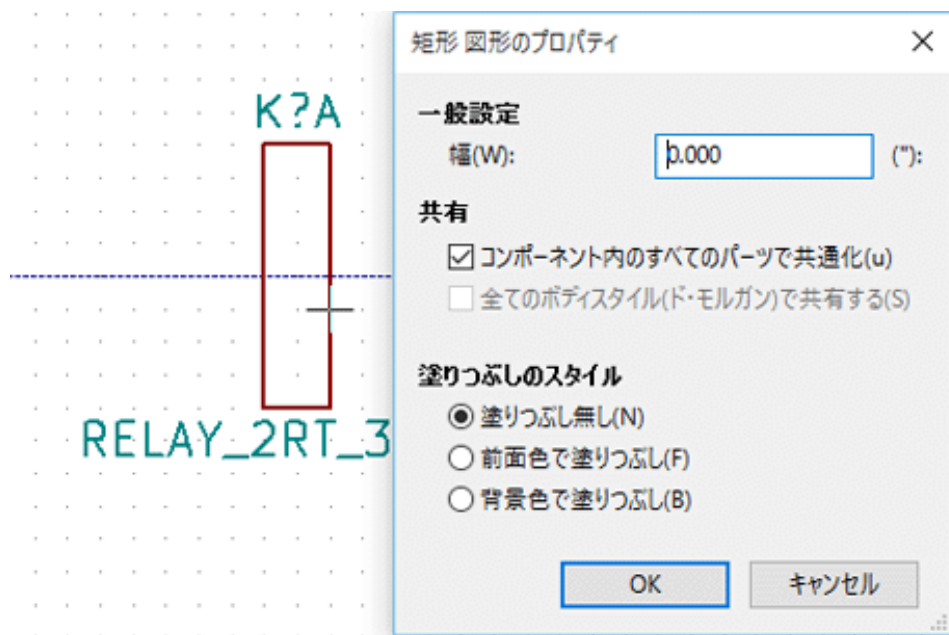 K?A
RELAY_2RT_3
矩形 図形のプロパティ
一般設定
幅(W): 0.000 ("):
共有
コンポーネント内のすべてのパーツで共通化(u)
全てのボディスタイル(ド・モルガン)で共有する(S)
塗りつぶしのスタイル
塗りつぶし無し(N)
前面色で塗りつぶし(F)
背景色で塗りつぶし(B)
OK キャンセル